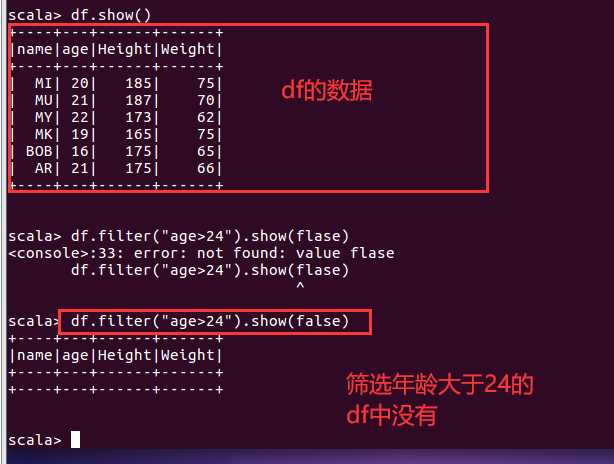 scala> df.show()
+----+---+------+------+
|name|age|Height|Weight|
+----+---+------+------+
|  MI| 20|   185|    75|
|  MU| 21|   187|    70|
|  MY| 22|   173|    62|
|  MK| 19|   165|    75|
| BOB| 16|   175|    65|
|  AR| 21|   175|    66|
+----+---+------+------+
df的数据
scala> df.filter("age>24").show(flase)
<console>:33: error: not found: value flase
       df.filter("age>24").show(flase)
                                ^
scala> df.filter("age>24").show(false)
+----+---+------+------+
|name|age|Height|Weight|
+----+---+------+------+
+----+---+------+------+
筛选年龄大于24的
df中没有
scala>